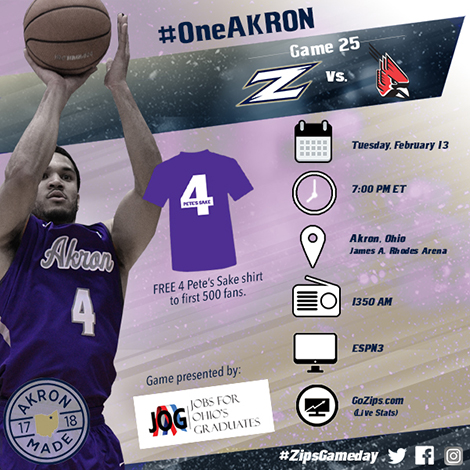 #OneAKRON
Game 25
Z Vs.
Tuesday, February 13
7:00 PM ET
Akron, Ohio
James A. Rhodes Arena
1350 AM
ESPN3
GoZips.com
(Live Stats)
4
PETE'S SAKE
FREE 4 Pete's Sake shirt
to first 500 fans.
Akron
4
Game presented by:
JOG
JOBS FOR
OHIO'S
GRADUATES
AKRON
17 18
MADE
#ZipsGameday